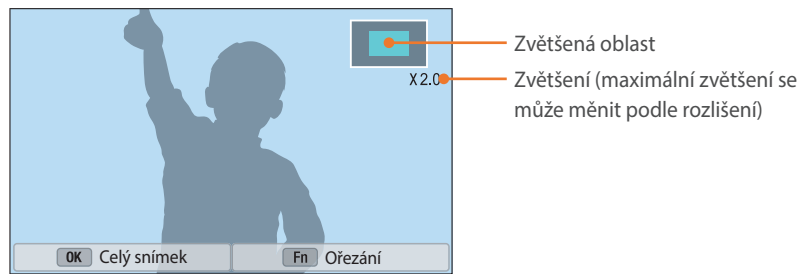 Zvětšená oblast
X 2.0
Zvětšení (maximální zvětšení se
může měnit podle rozlišení)
OK Celý snímek
Fn Ořezání